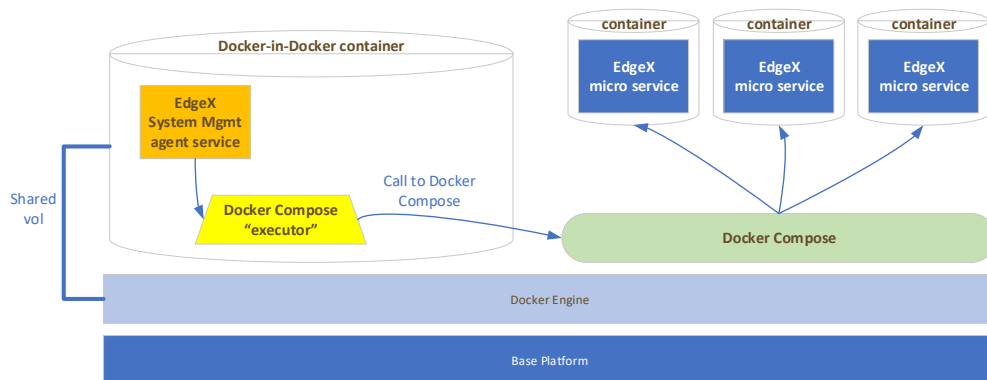 Docker-in-Docker container
container
container
container
EdgeX
micro service
EdgeX
micro service
EdgeX
micro service
EdgeX
System Mgmt
agent service
Shared
vol
Call to Docker
Compose
Docker Compose
“executor”
Docker Compose
Docker Engine
Base Platform